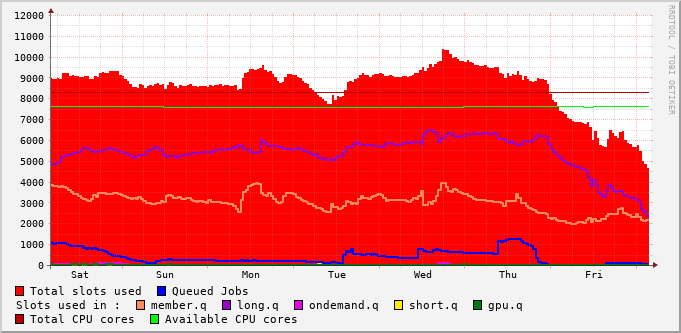 RRDTOOL / TOBI OETIKER
12000
11000
10000
9000
8000
7000
6000
5000
4000
3000
2000
1000
0
Sat Sun Mon Tue Wed Thu Fri
Total slots used Queued Jobs
Slots used in : member.q long.q ondemand.q short.q gpu.q
Total CPU cores Available CPU cores